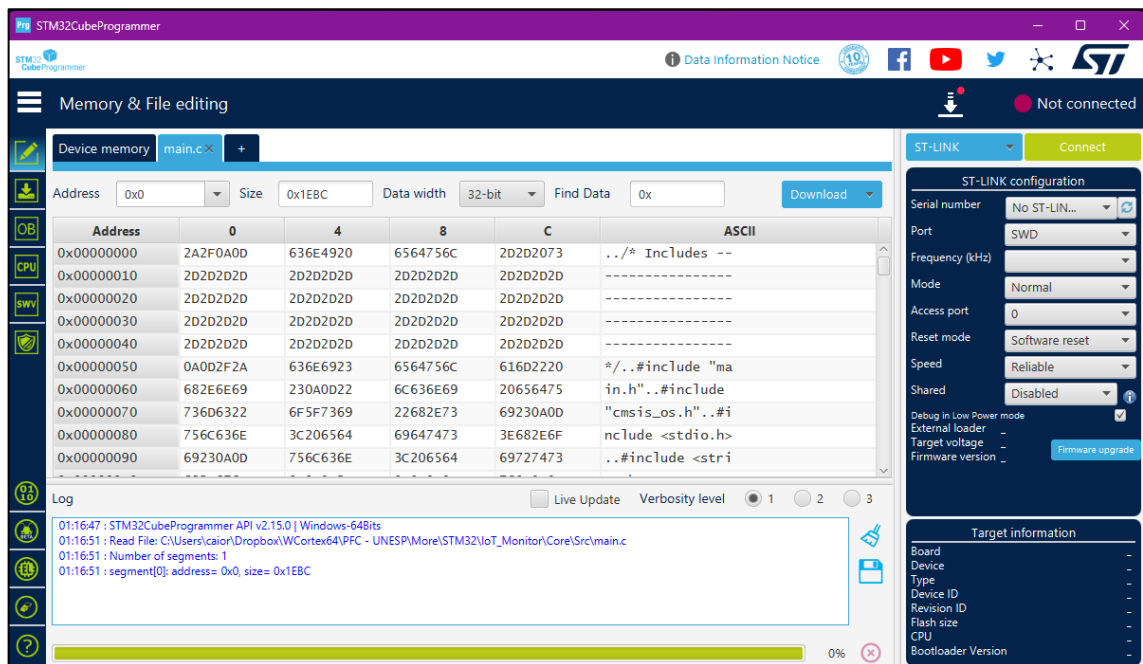 Prg STM32CubeProgrammer
STM32 CubeProgrammer
Data Information Notice
Memory & File editing
Not connected
Device memory main.c × +
Address 0x0 Size 0x1EBC Data width 32-bit Find Data 0x Download
Address 0 4 8 C ASCII
0x00000000 2A2F0A0D 636E4920 6564756C 2D2D2073 ../* Includes --
0x00000010 2D2D2D2D 2D2D2D2D 2D2D2D2D 2D2D2D2D ----------------
0x00000020 2D2D2D2D 2D2D2D2D 2D2D2D2D 2D2D2D2D ----------------
0x00000030 2D2D2D2D 2D2D2D2D 2D2D2D2D 2D2D2D2D ----------------
0x00000040 2D2D2D2D 2D2D2D2D 2D2D2D2D 2D2D2D2D ----------------
0x00000050 0A0D2F2A 636E6923 6564756C 616D2220 */..#include "ma
0x00000060 682E6E69 230A0D22 6C636E69 20656475 in.h"..#include
0x00000070 736D6322 6F5F7369 22682E73 69230A0D "cmsis_os.h"..#i
0x00000080 756C636E 3C206564 69647473 3E682E6F nclude <stdio.h>
0x00000090 69230A0D 756C636E 3C206564 69727473 ..#include <stri
Log Live Update Verbosity level 1 2 3
01:16:47 : STM32CubeProgrammer API v2.15.0 | Windows-64Bits
01:16:51 : Read File: C:\Users\caior\Dropbox\WCortex64\PFC - UNESP\More\STM32\IoT_Monitor\Core\Src\main.c
01:16:51 : Number of segments: 1
01:16:51 : segment[0]: address= 0x0, size= 0x1EBC
0%
OB
CPU
SWV
ST-LINK Connect
ST-LINK configuration
Serial number No ST-LIN...
Port SWD
Frequency (kHz)
Mode Normal
Access port 0
Reset mode Software reset
Speed Reliable
Shared Disabled
Debug in Low Power mode
External loader _
Target voltage _
Firmware version _
Firmware upgrade
Target information
Board _
Device _
Type _
Device ID _
Revision ID _
Flash size _
CPU _
Bootloader Version _